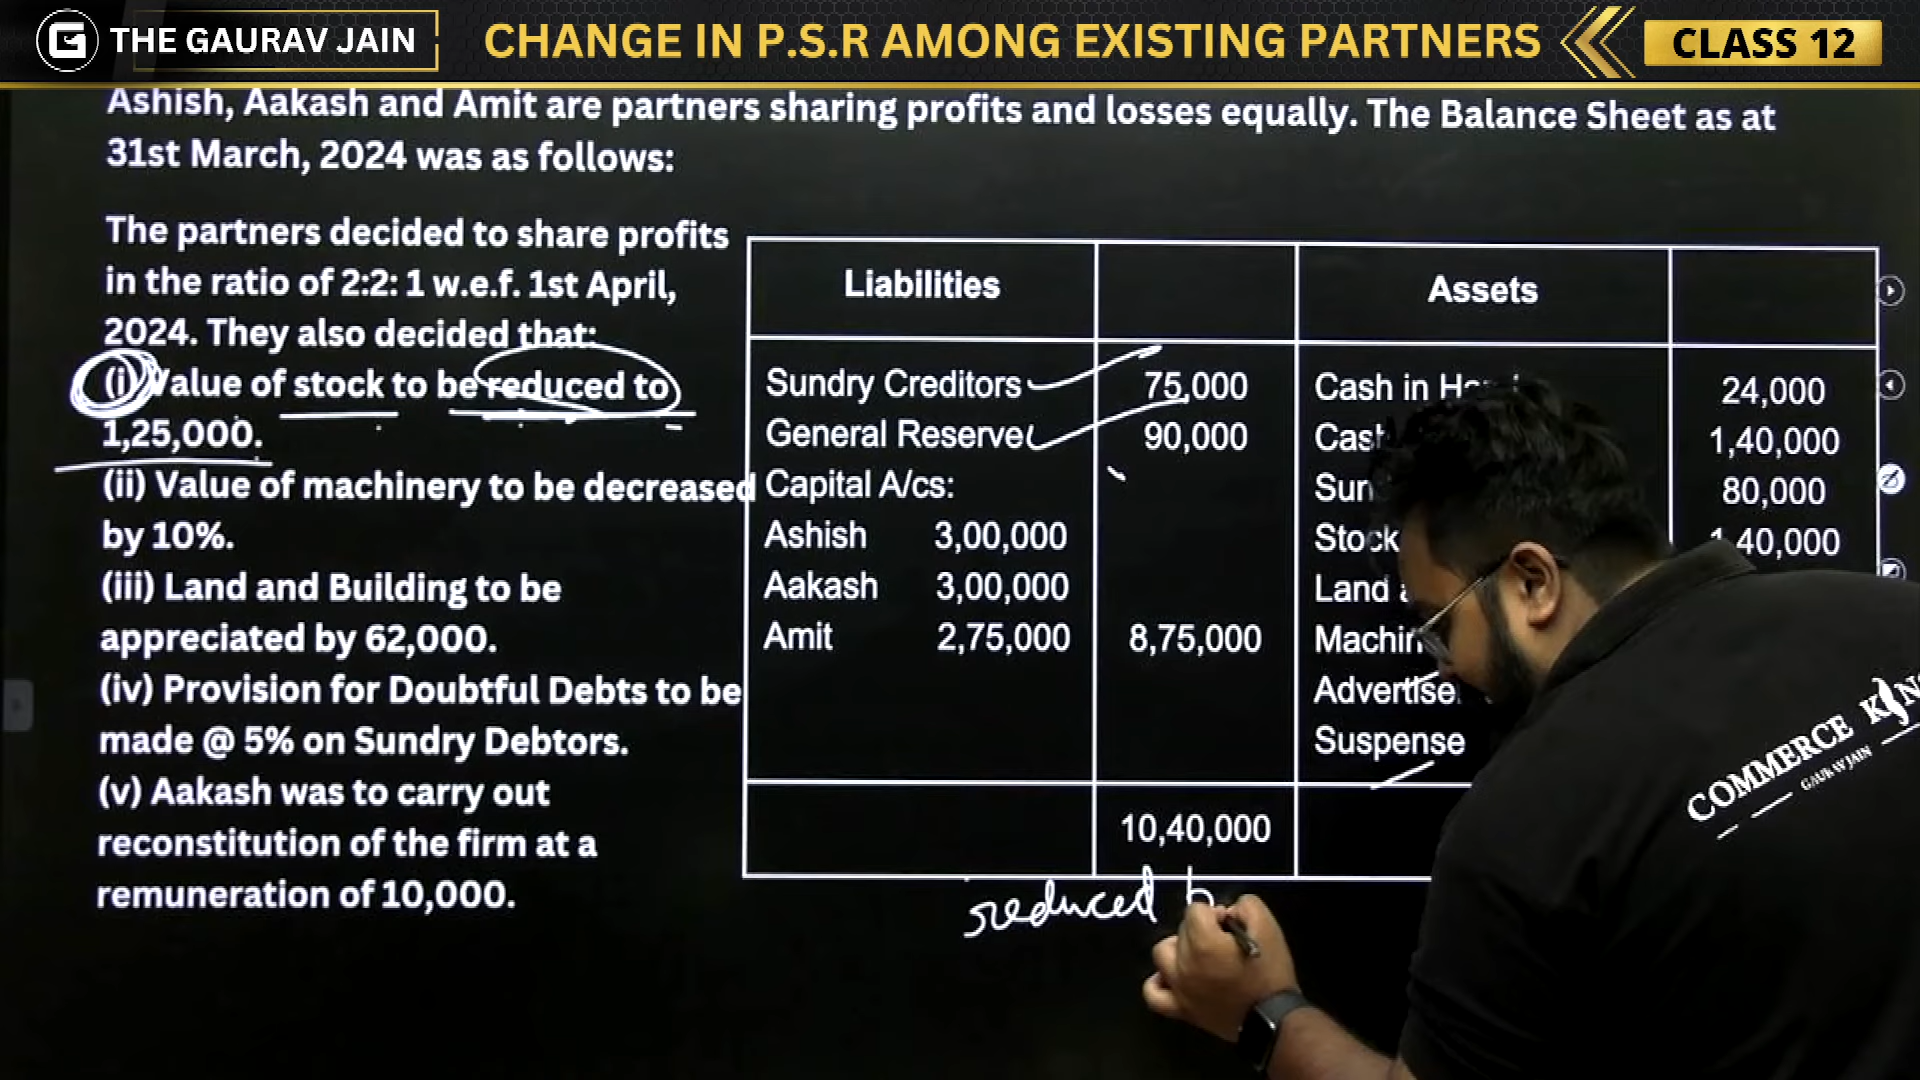 THE GAURAV JAIN
CHANGE IN P.S.R AMONG EXISTING PARTNERS
CLASS 12
Ashish, Aakash and Amit are partners sharing profits and losses equally. The Balance Sheet as at
31st March, 2024 was as follows:
The partners decided to share profits
in the ratio of 2:2: 1 w.e.f. 1st April,
2024. They also decided that:
(i) Value of stock to be reduced to
1,25,000.
(ii) Value of machinery to be decreased
by 10%.
(iii) Land and Building to be
appreciated by 62,000.
(iv) Provision for Doubtful Debts to be
made @ 5% on Sundry Debtors.
(v) Aakash was to carry out
reconstitution of the firm at a
remuneration of 10,000.
Liabilities Assets
Sundry Creditors 75,000 Cash in 24,000
General Reserve 90,000 1,40,000
Capital A/cs: 80,000
Ashish 3,00,000 Stock 1,40,000
Aakash 3,00,000 Land
Amit 2,75,000 8,75,000
Suspense
10,40,000
reduced
COMMERCE